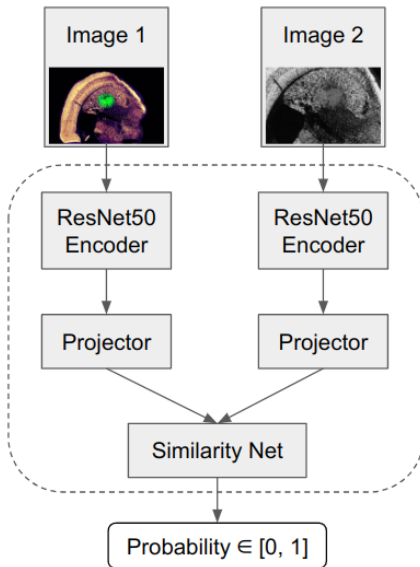 Image 1
Image 2
ResNet50
Encoder
ResNet50
Encoder
Projector
Projector
Similarity Net
Probability ∈ [0, 1]